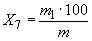 X₇ = m₁ · 100 / m